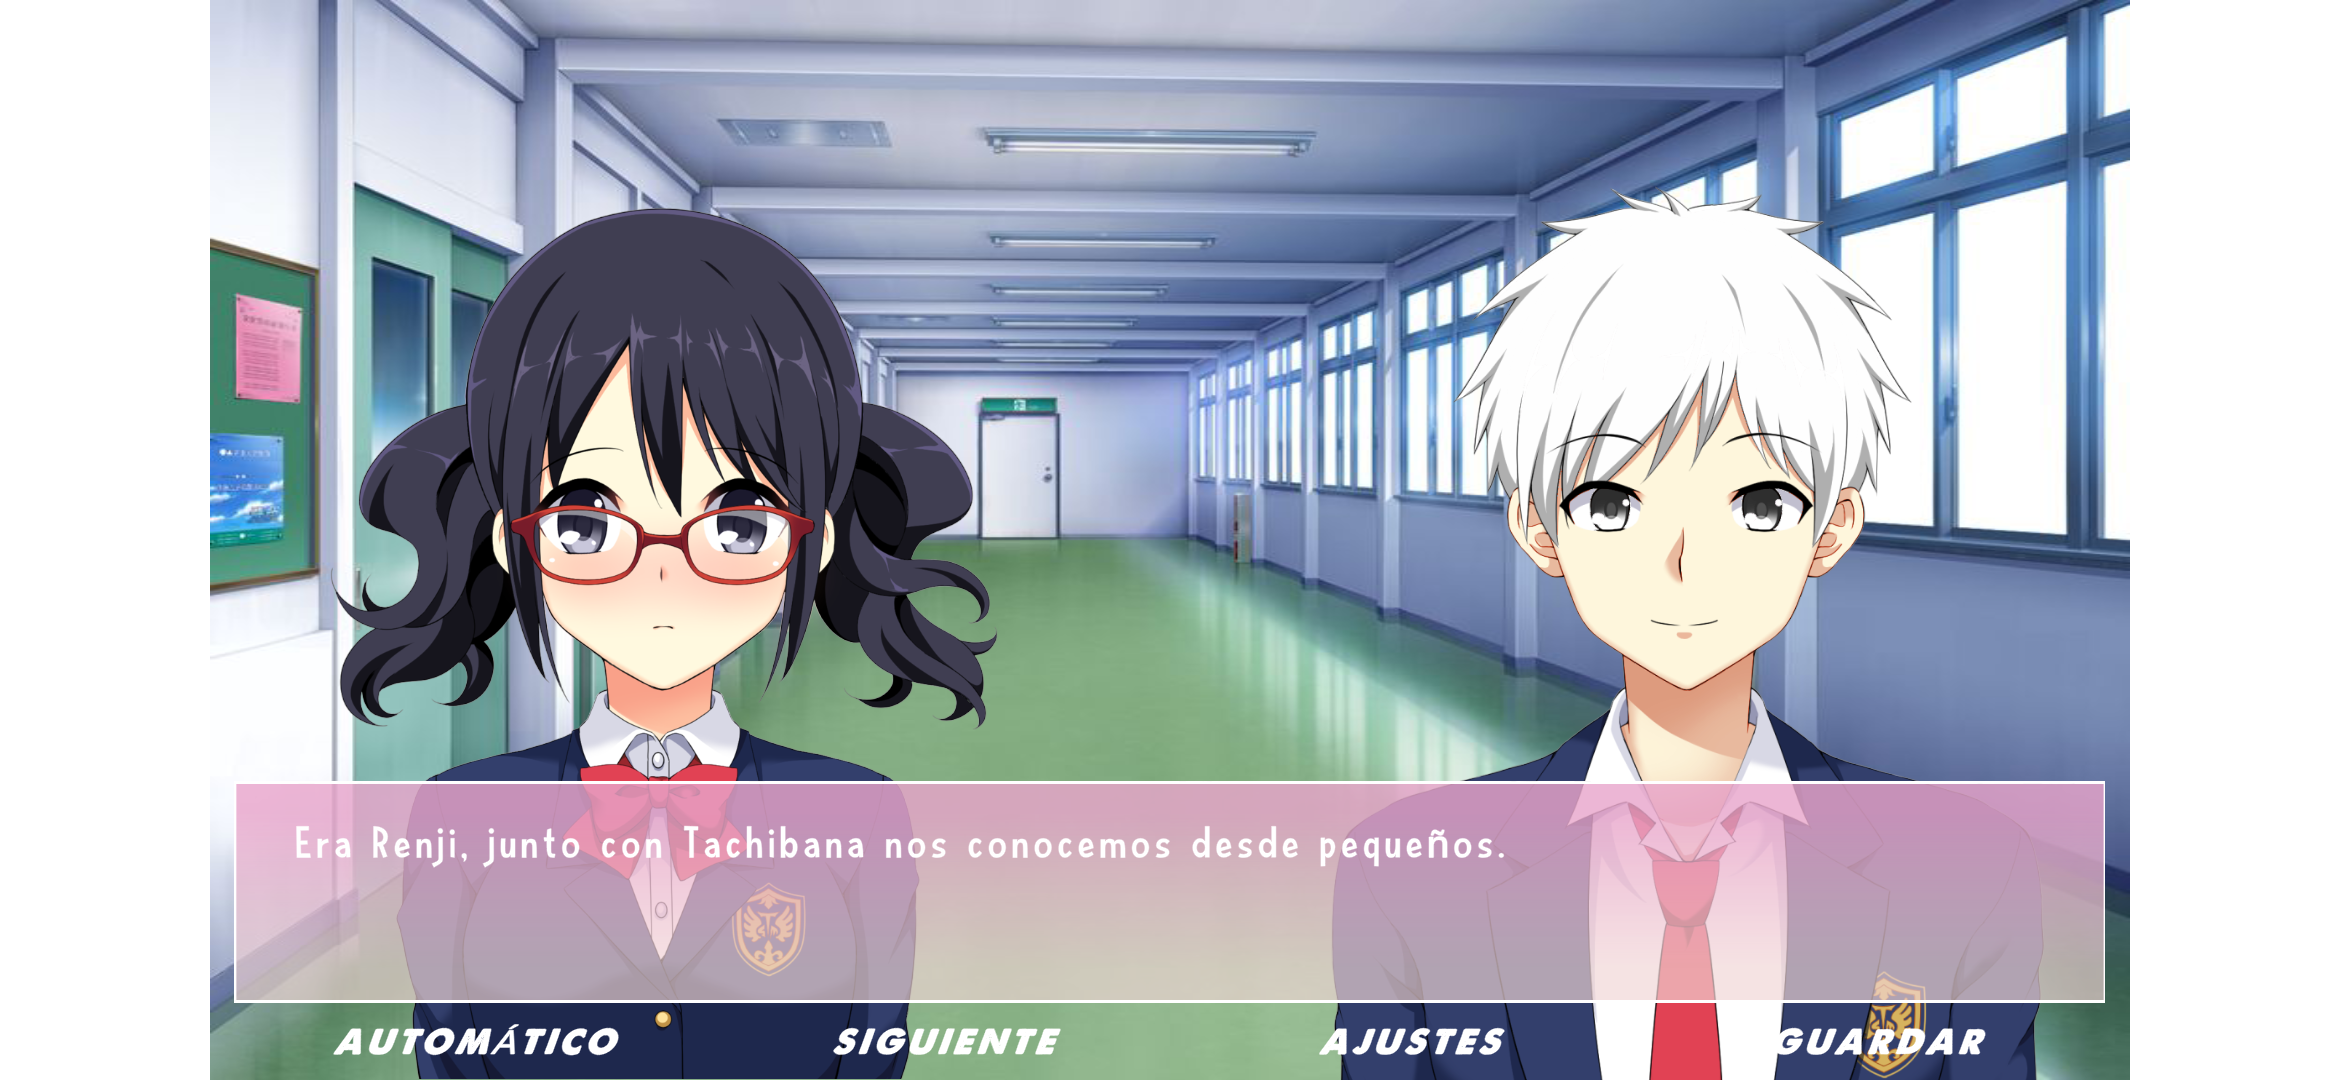 Era Renji, junto con Tachibana nos conocemos desde pequeños.
AUTOMÁTICO
SIGUIENTE
AJUSTES
GUARDAR